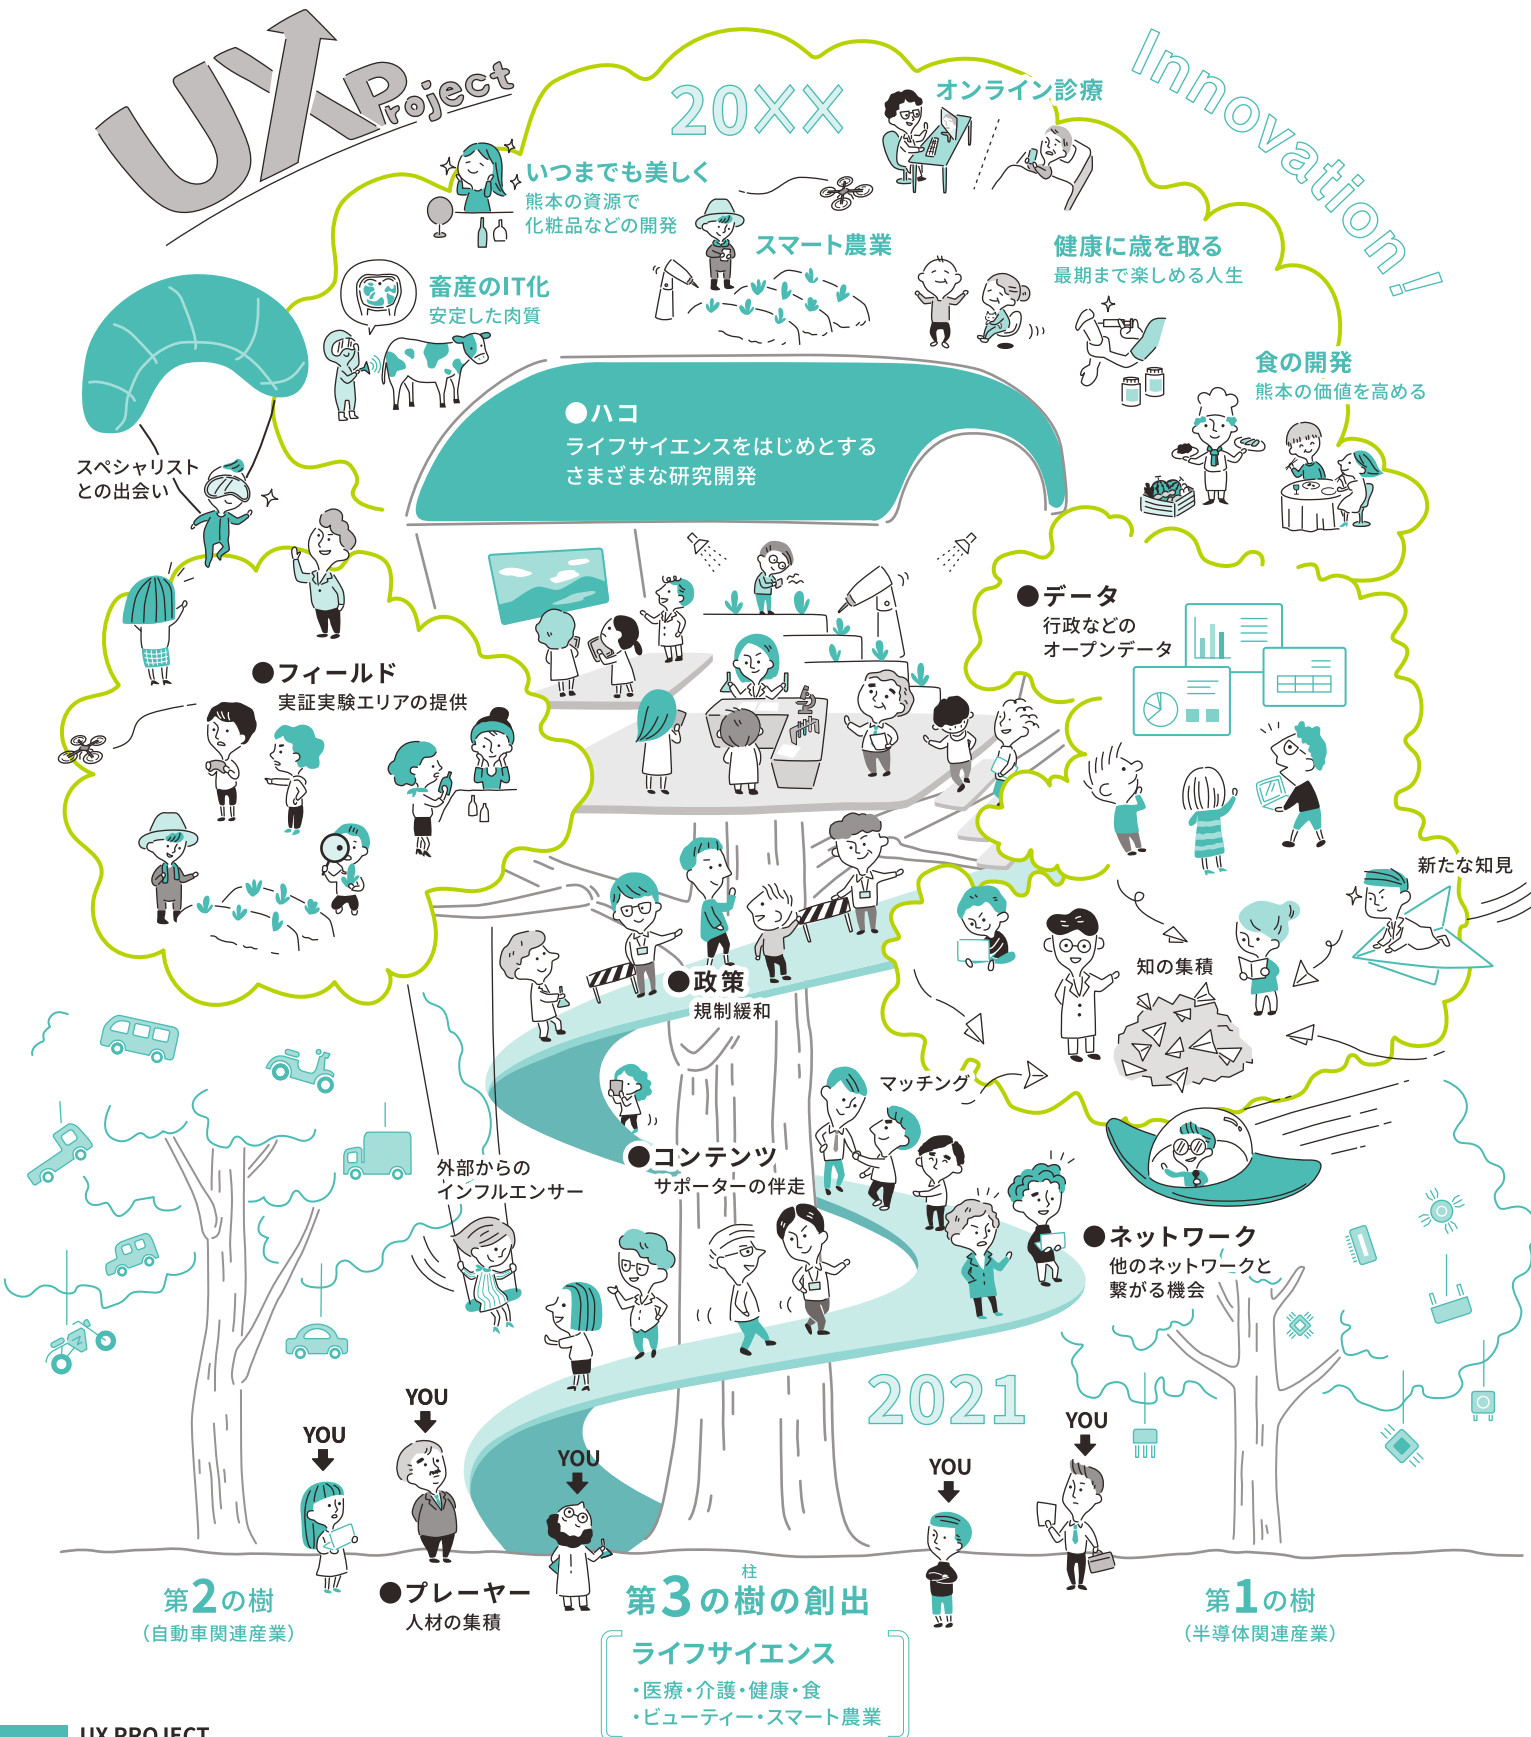 UX Project
Innovation!
20XX
オンライン診療
いつまでも美しく
熊本の資源で
化粧品などの開発
スマート農業
健康に歳を取る
最期まで楽しめる人生
畜産のIT化
安定した肉質
食の開発
熊本の価値を高める
●ハコ
ライフサイエンスをはじめとする
さまざまな研究開発
スペシャリスト
との出会い
●データ
行政などの
オープンデータ
●フィールド
実証実験エリアの提供
新たな知見
知の集積
●政策
規制緩和
マッチング
●コンテンツ
サポーターの伴走
外部からの
インフルエンサー
●ネットワーク
他のネットワークと
繋がる機会
2021
YOU
YOU
YOU
YOU
YOU
第2の樹
（自動車関連産業）
●プレーヤー
人材の集積
柱
第3の樹の創出
ライフサイエンス
・医療・介護・健康・食
・ビューティー・スマート農業
第1の樹
（半導体関連産業）
UX PROJECT